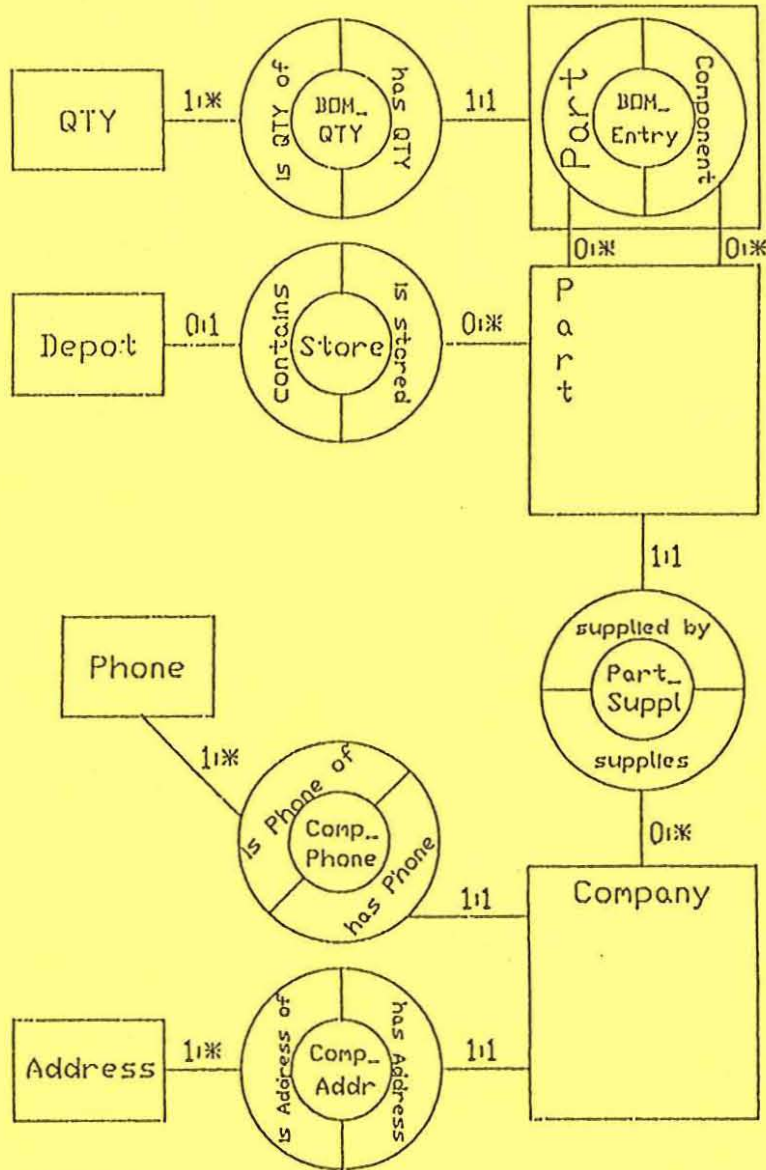 QTY
1:*
is QTY of
BOM_
QTY
has QTY
1:1
Part
BOM_
Entry
Component
0:*
0:*
Depot
0:1
contains
Store
is stored
0:*
Part
1:1
supplied by
Part_
Suppl
supplies
0:*
Phone
1:*
is Phone of
Comp_
Phone
has Phone
1:1
Company
Address
1:*
is Address of
Comp_
Addr
has Address
1:1